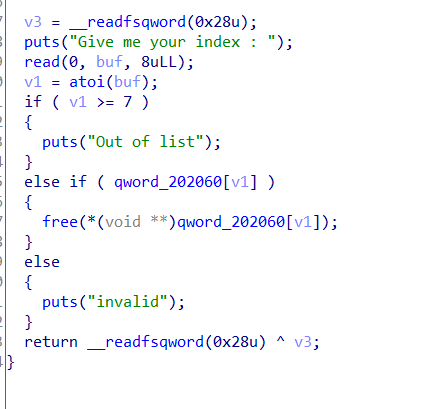 v3 = __readfsqword(0x28u);
puts("Give me your index : ");
read(0, buf, 8uLL);
v1 = atoi(buf);
if ( v1 >= 7 )
{
puts("Out of list");
}
else if ( qword_202060[v1] )
{
free(*(void **)qword_202060[v1]);
}
else
{
puts("invalid");
}
return __readfsqword(0x28u) ^ v3;
}